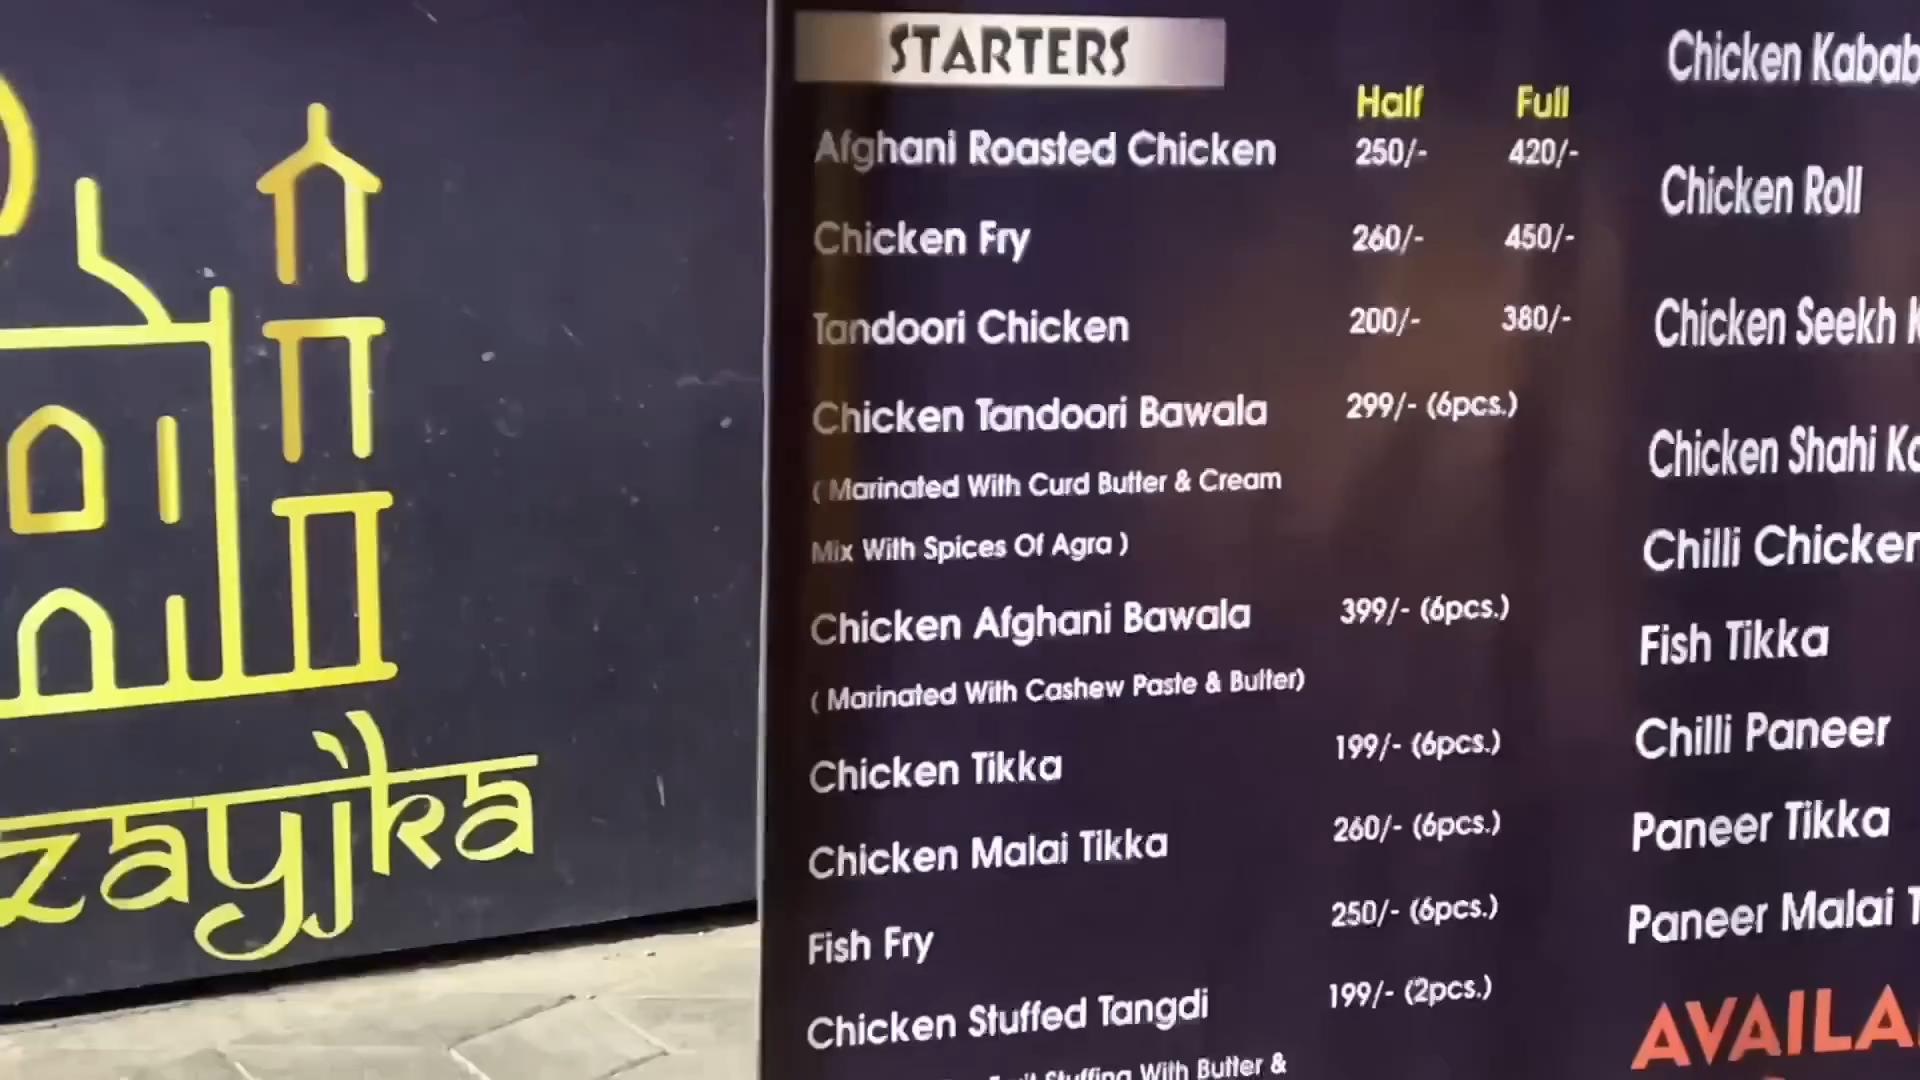 zayjka
STARTERS
Half Full
Afghani Roasted Chicken 250/- 420/-
Chicken Fry 260/- 450/-
Tandoori Chicken 200/- 380/-
Chicken Tandoori Bawala 299/- (6pcs.)
( Marinated With Curd Butter & Cream
Mix With Spices Of Agra )
Chicken Afghani Bawala 399/- (6pcs.)
( Marinated With Cashew Paste & Butter)
Chicken Tikka 199/- (6pcs.)
Chicken Malai Tikka 260/- (6pcs.)
Fish Fry 250/- (6pcs.)
Chicken Stuffed Tangdi 199/- (2pcs.)
Stuffing With Butter &
Chicken Kabab
Chicken Roll
Chicken Seekh
Chicken Shahi
Chilli Chicken
Fish Tikka
Chilli Paneer
Paneer Tikka
Paneer Malai